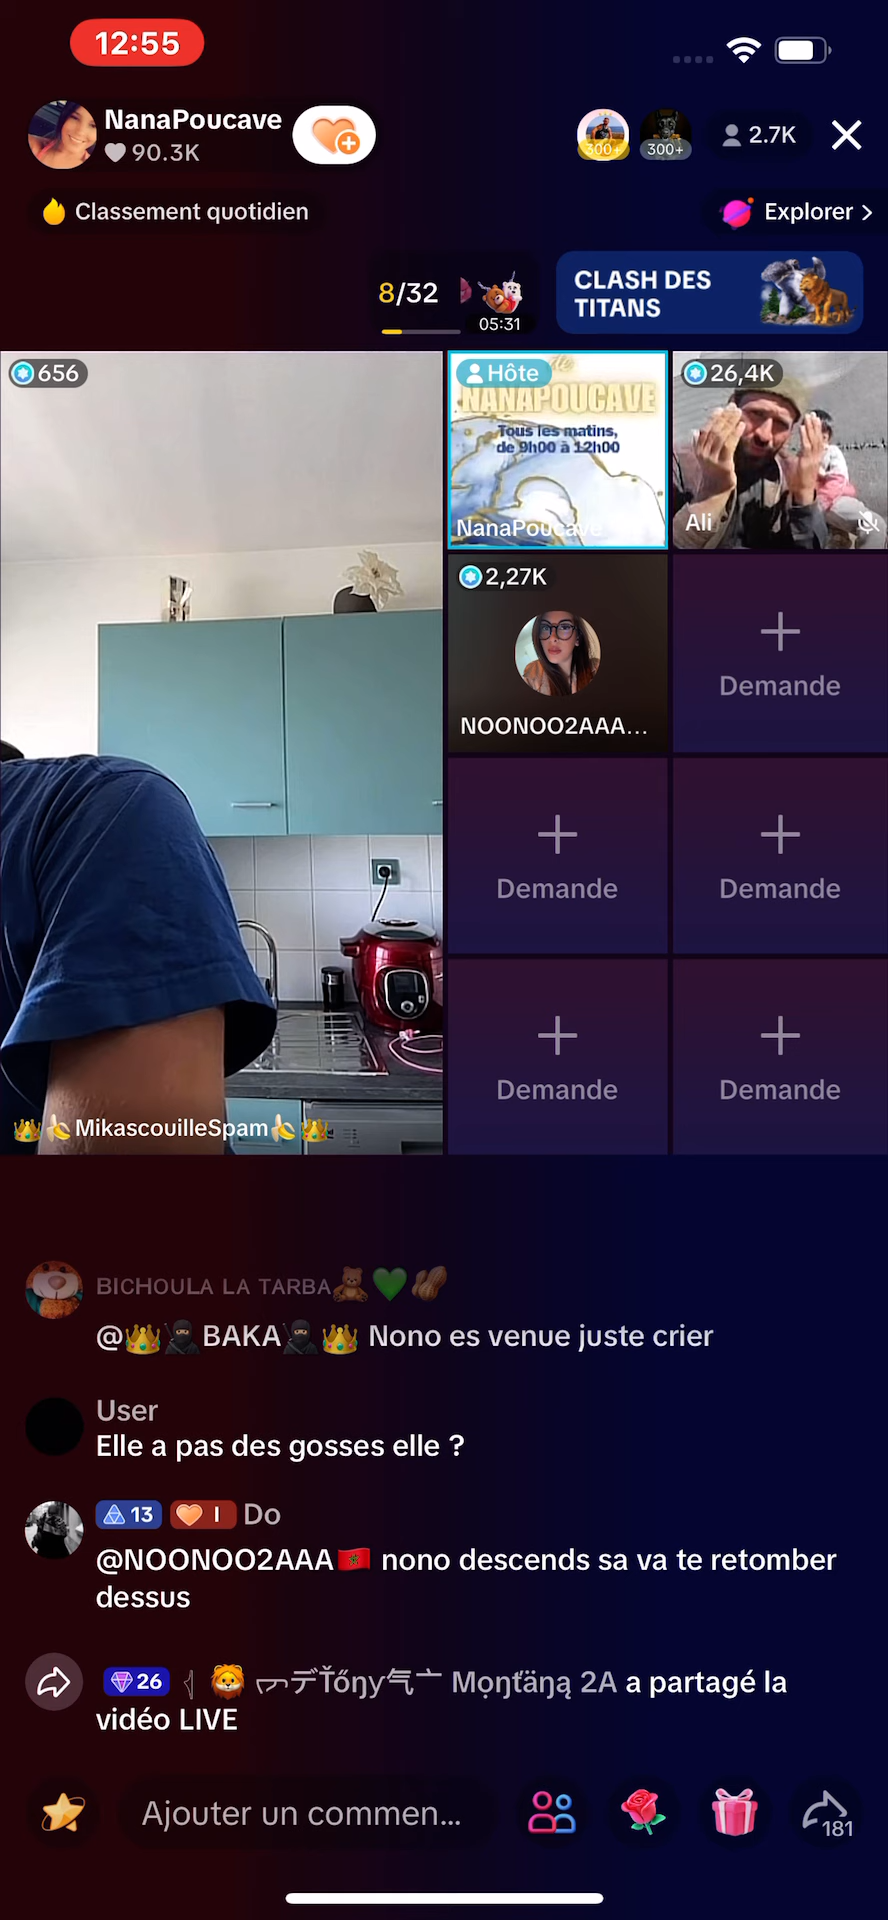 12:55
NanaPoucave
90.3K
300+
300+
2.7K
Classement quotidien
Explorer
8/32
05:31
CLASH DES
TITANS
656
Hôte
de
NANAPOUCAVE
Tous les matins,
de 9h00 à 12h00
NanaPoucave
26,4K
Ali
2,27K
NOONOO2AAA...
Demande
Demande
Demande
Demande
Demande
👑🍌MikascouilleSpam🍌👑
BICHOULA LA TARBA🧸💚🥜
@👑🥷BAKA🥷👑 Nono es venue juste crier
User
Elle a pas des gosses elle ?
13 I Do
@NOONOO2AAA🇲🇦 nono descends sa va te retomber
dessus
26 🦁 Mọŋťäŋą 2A a partagé la
vidéo LIVE
Ajouter un commen...
181